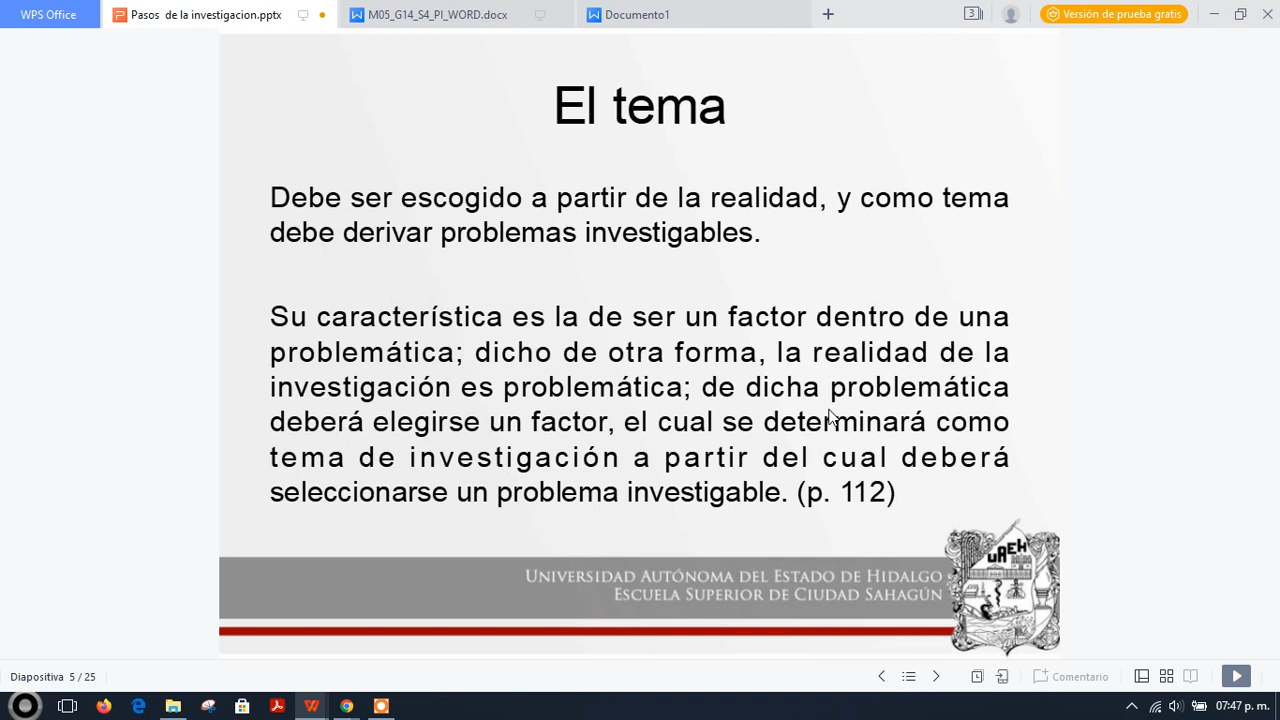 WPS Office
Pasos de la investigacion.pptx
M05_G14_S4_PI_WORD.docx
Documento1
3
Versión de prueba gratis
El tema
Debe ser escogido a partir de la realidad, y como tema
debe derivar problemas investigables.
Su característica es la de ser un factor dentro de una
problemática; dicho de otra forma, la realidad de la
investigación es problemática; de dicha problemática
deberá elegirse un factor, el cual se determinará como
tema de investigación a partir del cual deberá
seleccionarse un problema investigable. (p. 112)
UAEH
Universidad Autónoma del Estado de Hidalgo
Escuela Superior de Ciudad Sahagún
Diapositiva 5 / 25
Comentario
07:47 p. m.